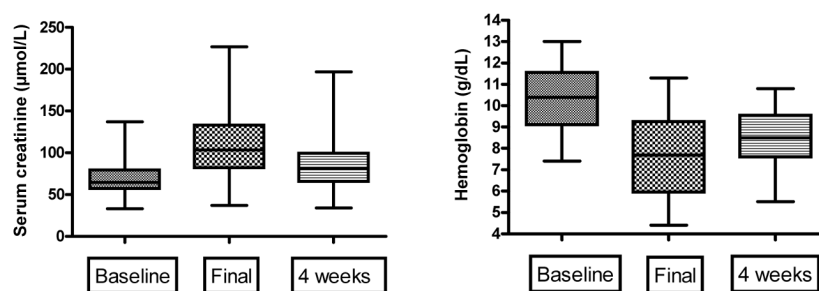 Serum creatinine (µmol/L)
250
200
150
100
50
0
Baseline
Final
4 weeks
Hemoglobin (g/dL)
14
13
12
11
10
9
8
7
6
5
4
Baseline
Final
4 weeks